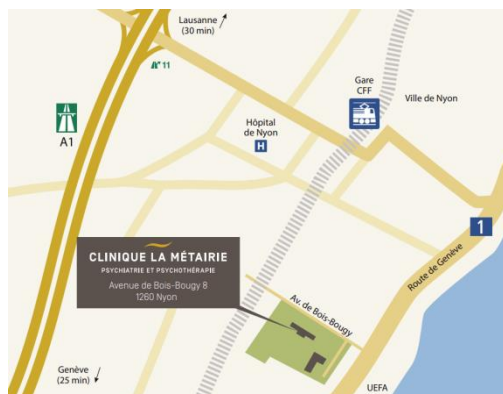 Lausanne
(30 min)
11
Gare
CFF
Ville de Nyon
A1
Hôpital
de Nyon
H
1
CLINIQUE LA MÉTAIRIE
PSYCHIATRIE ET PSYCHOTHÉRAPIE
Avenue de Bois-Bougy 8
1260 Nyon
Route de Genève
Av. de Bois-Bougy
Genève
(25 min)
UEFA